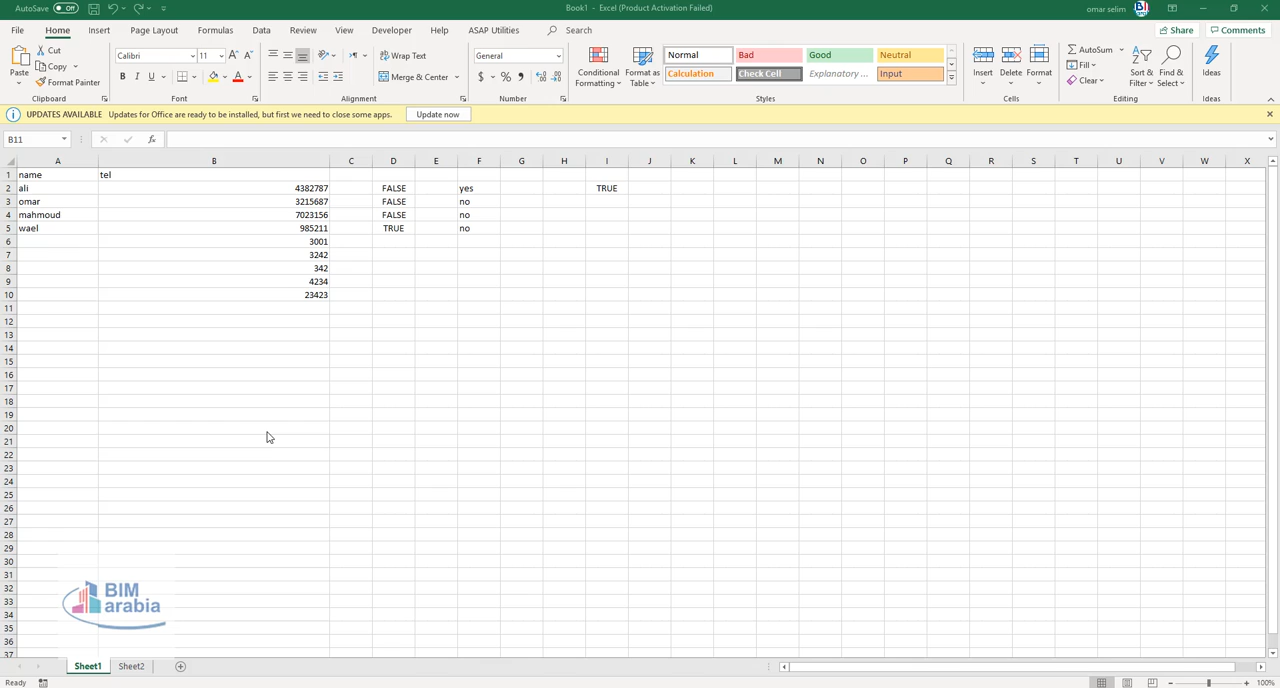 AutoSave Off Book1 - Excel (Product Activation Failed) omar selim
File Home Insert Page Layout Formulas Data Review View Developer Help ASAP Utilities Search Share Comments
Paste Cut Copy Format Painter Clipboard
Calibri 11 B I U Font
Wrap Text Merge & Center Alignment
General $ % , Number
Conditional Formatting Format as Table
Normal Bad Good Neutral
Calculation Check Cell Explanatory ... Input
Styles
Insert Delete Format Cells
AutoSum Fill Clear Sort & Filter Find & Select Editing
Ideas Ideas
UPDATES AVAILABLE Updates for Office are ready to be installed, but first we need to close some apps. Update now
B11 fx
A B C D E F G H I J K L M N O P Q R S T U V W X
1 name tel
2 ali 4382787 FALSE yes TRUE
3 omar 3215687 FALSE no
4 mahmoud 7023156 FALSE no
5 wael 985211 TRUE no
6 3001
7 3242
8 342
9 4234
10 23423
11
12
13
14
15
16
17
18
19
20
21
22
23
24
25
26
27
28
29
30
31
32
33
34
35
36
37
BIM
arabia
Sheet1 Sheet2
Ready 100%